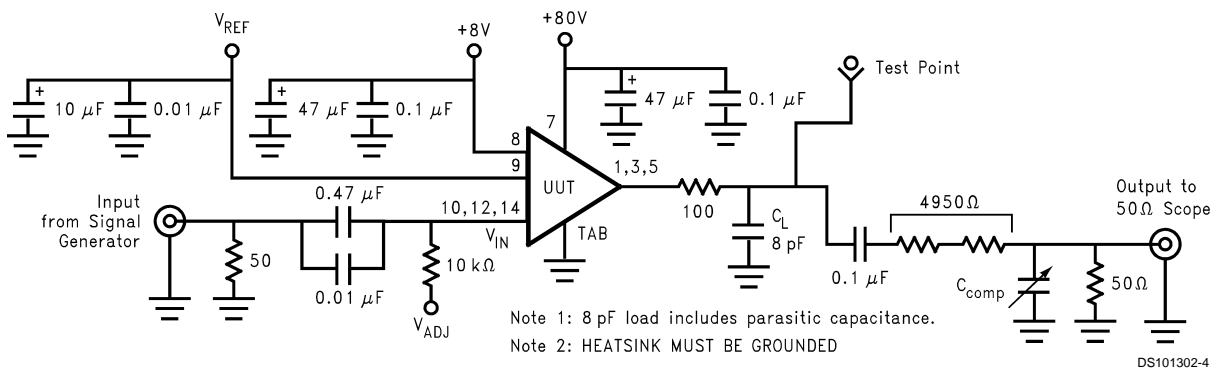 V_REF
+8V
+80V
Test Point
+
10 µF
0.01 µF
+
47 µF
0.1 µF
+
47 µF
0.1 µF
7
8
9
UUT
1,3,5
10,12,14
V_IN
TAB
Input
from Signal
Generator
0.47 µF
0.01 µF
50
10 kΩ
V_ADJ
100
C_L
8 pF
0.1 µF
4950Ω
C_comp
50Ω
Output to
50Ω Scope
Note 1: 8 pF load includes parasitic capacitance.
Note 2: HEATSINK MUST BE GROUNDED
DS101302-4